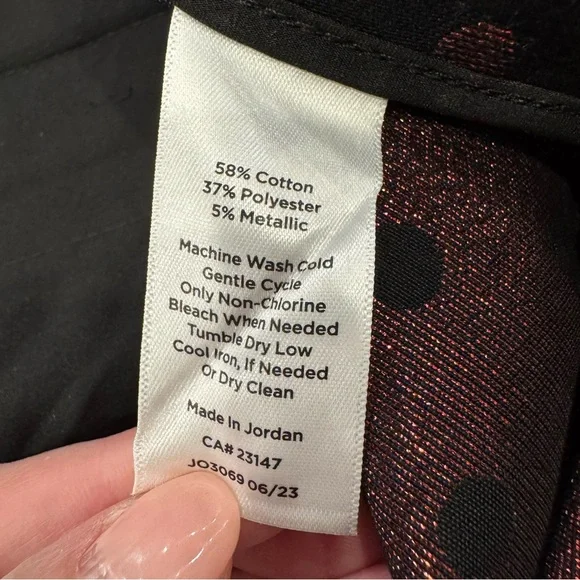 58% Cotton
37% Polyester
5% Metallic
Machine Wash Cold
Gentle Cycle
Only Non-Chlorine
Bleach When Needed
Tumble Dry Low
Cool Iron, If Needed
Or Dry Clean
Made In Jordan
CA# 23147
JO3069 06/23